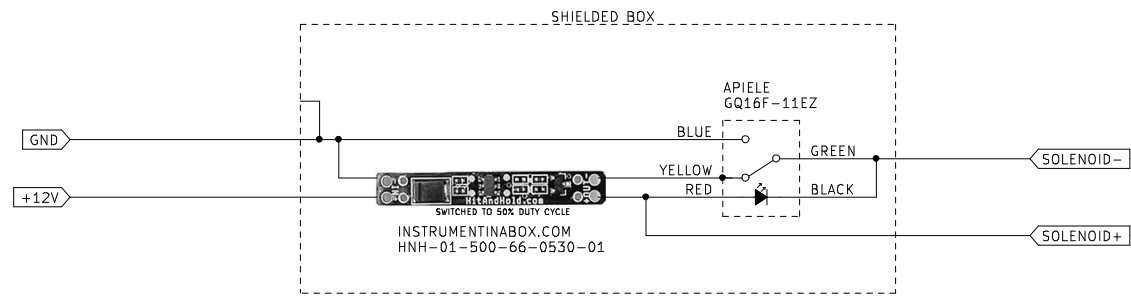 SHIELDED BOX
APIELE
GQ16F-11EZ
GND
BLUE
GREEN
YELLOW
SOLENOID-
+12V
RED
BLACK
HitAndHold.com
SWITCHED TO 50% DUTY CYCLE
INSTRUMENTINABOX.COM
HNH-01-500-66-0530-01
SOLENOID+